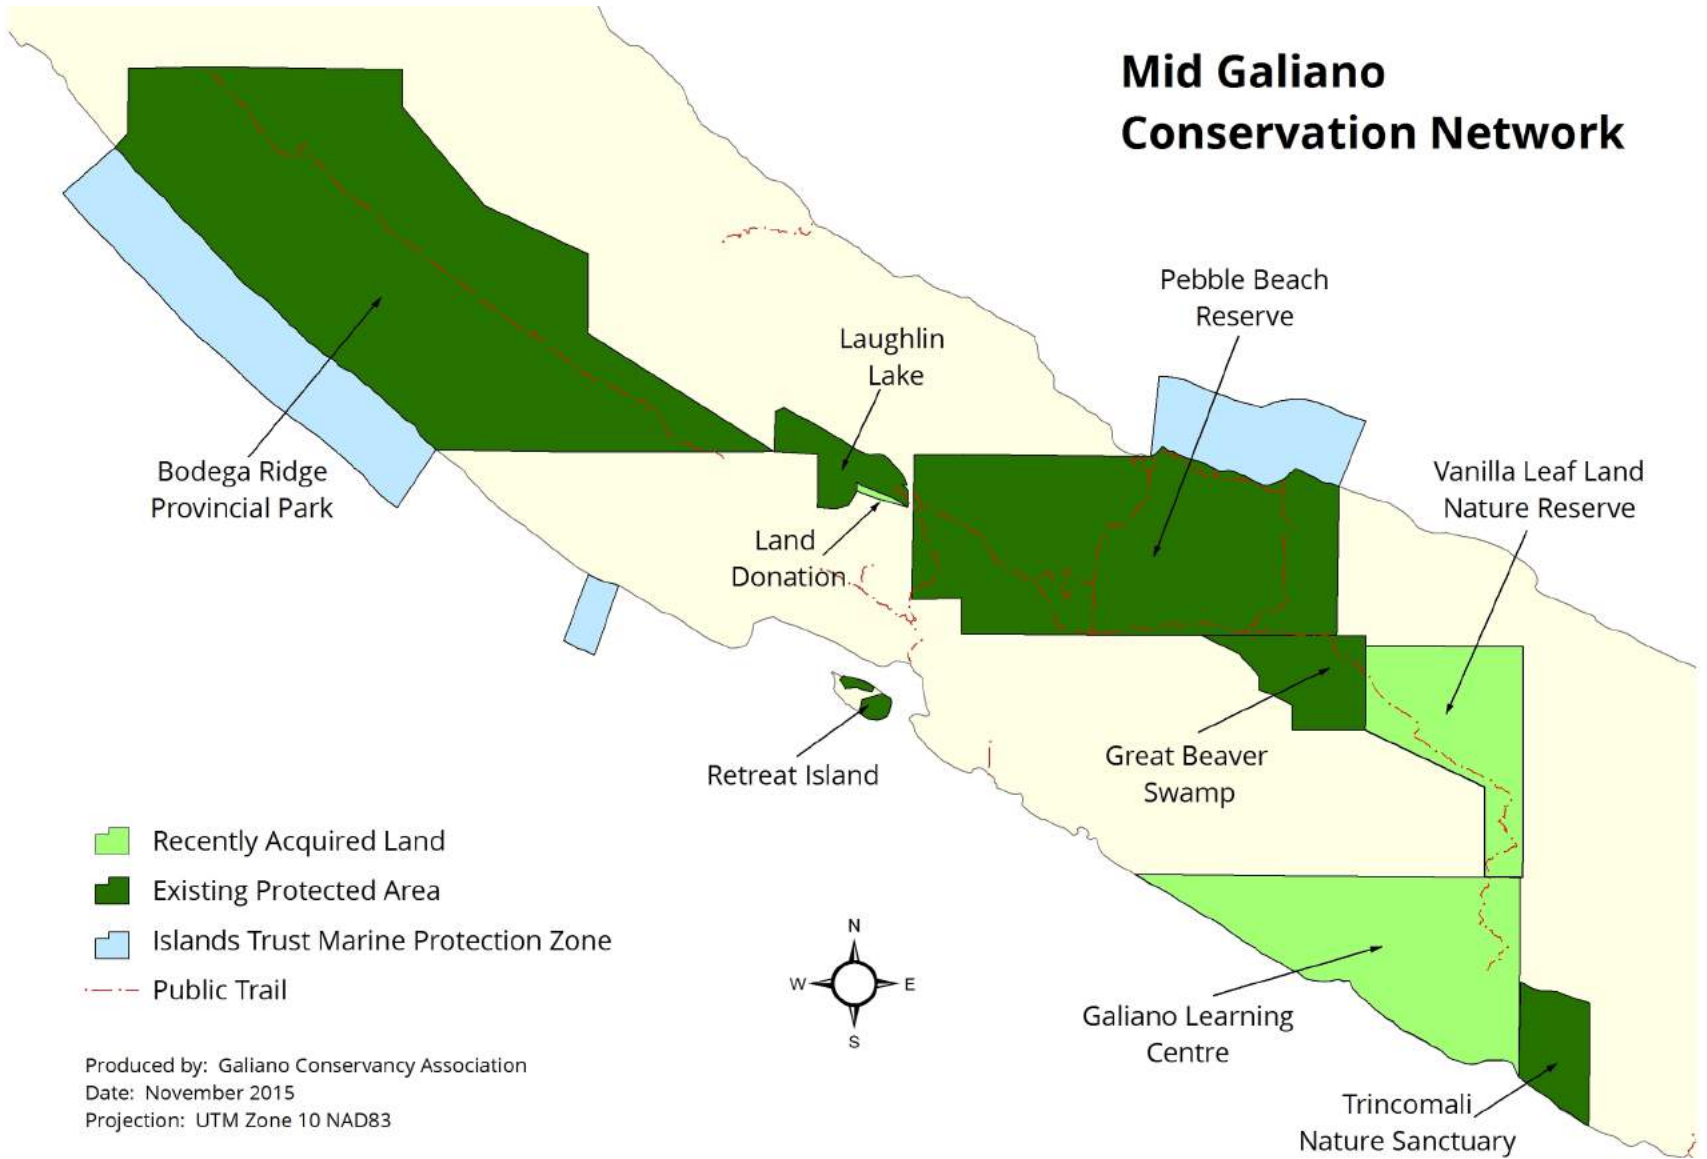 Mid Galiano
Conservation Network
Pebble Beach
Reserve
Laughlin
Lake
Bodega Ridge
Provincial Park
Vanilla Leaf Land
Nature Reserve
Land
Donation
Retreat Island
Great Beaver
Swamp
Recently Acquired Land
Existing Protected Area
Islands Trust Marine Protection Zone
Public Trail
N
W
E
S
Galiano Learning
Centre
Trincomali
Nature Sanctuary
Produced by: Galiano Conservancy Association
Date: November 2015
Projection: UTM Zone 10 NAD83